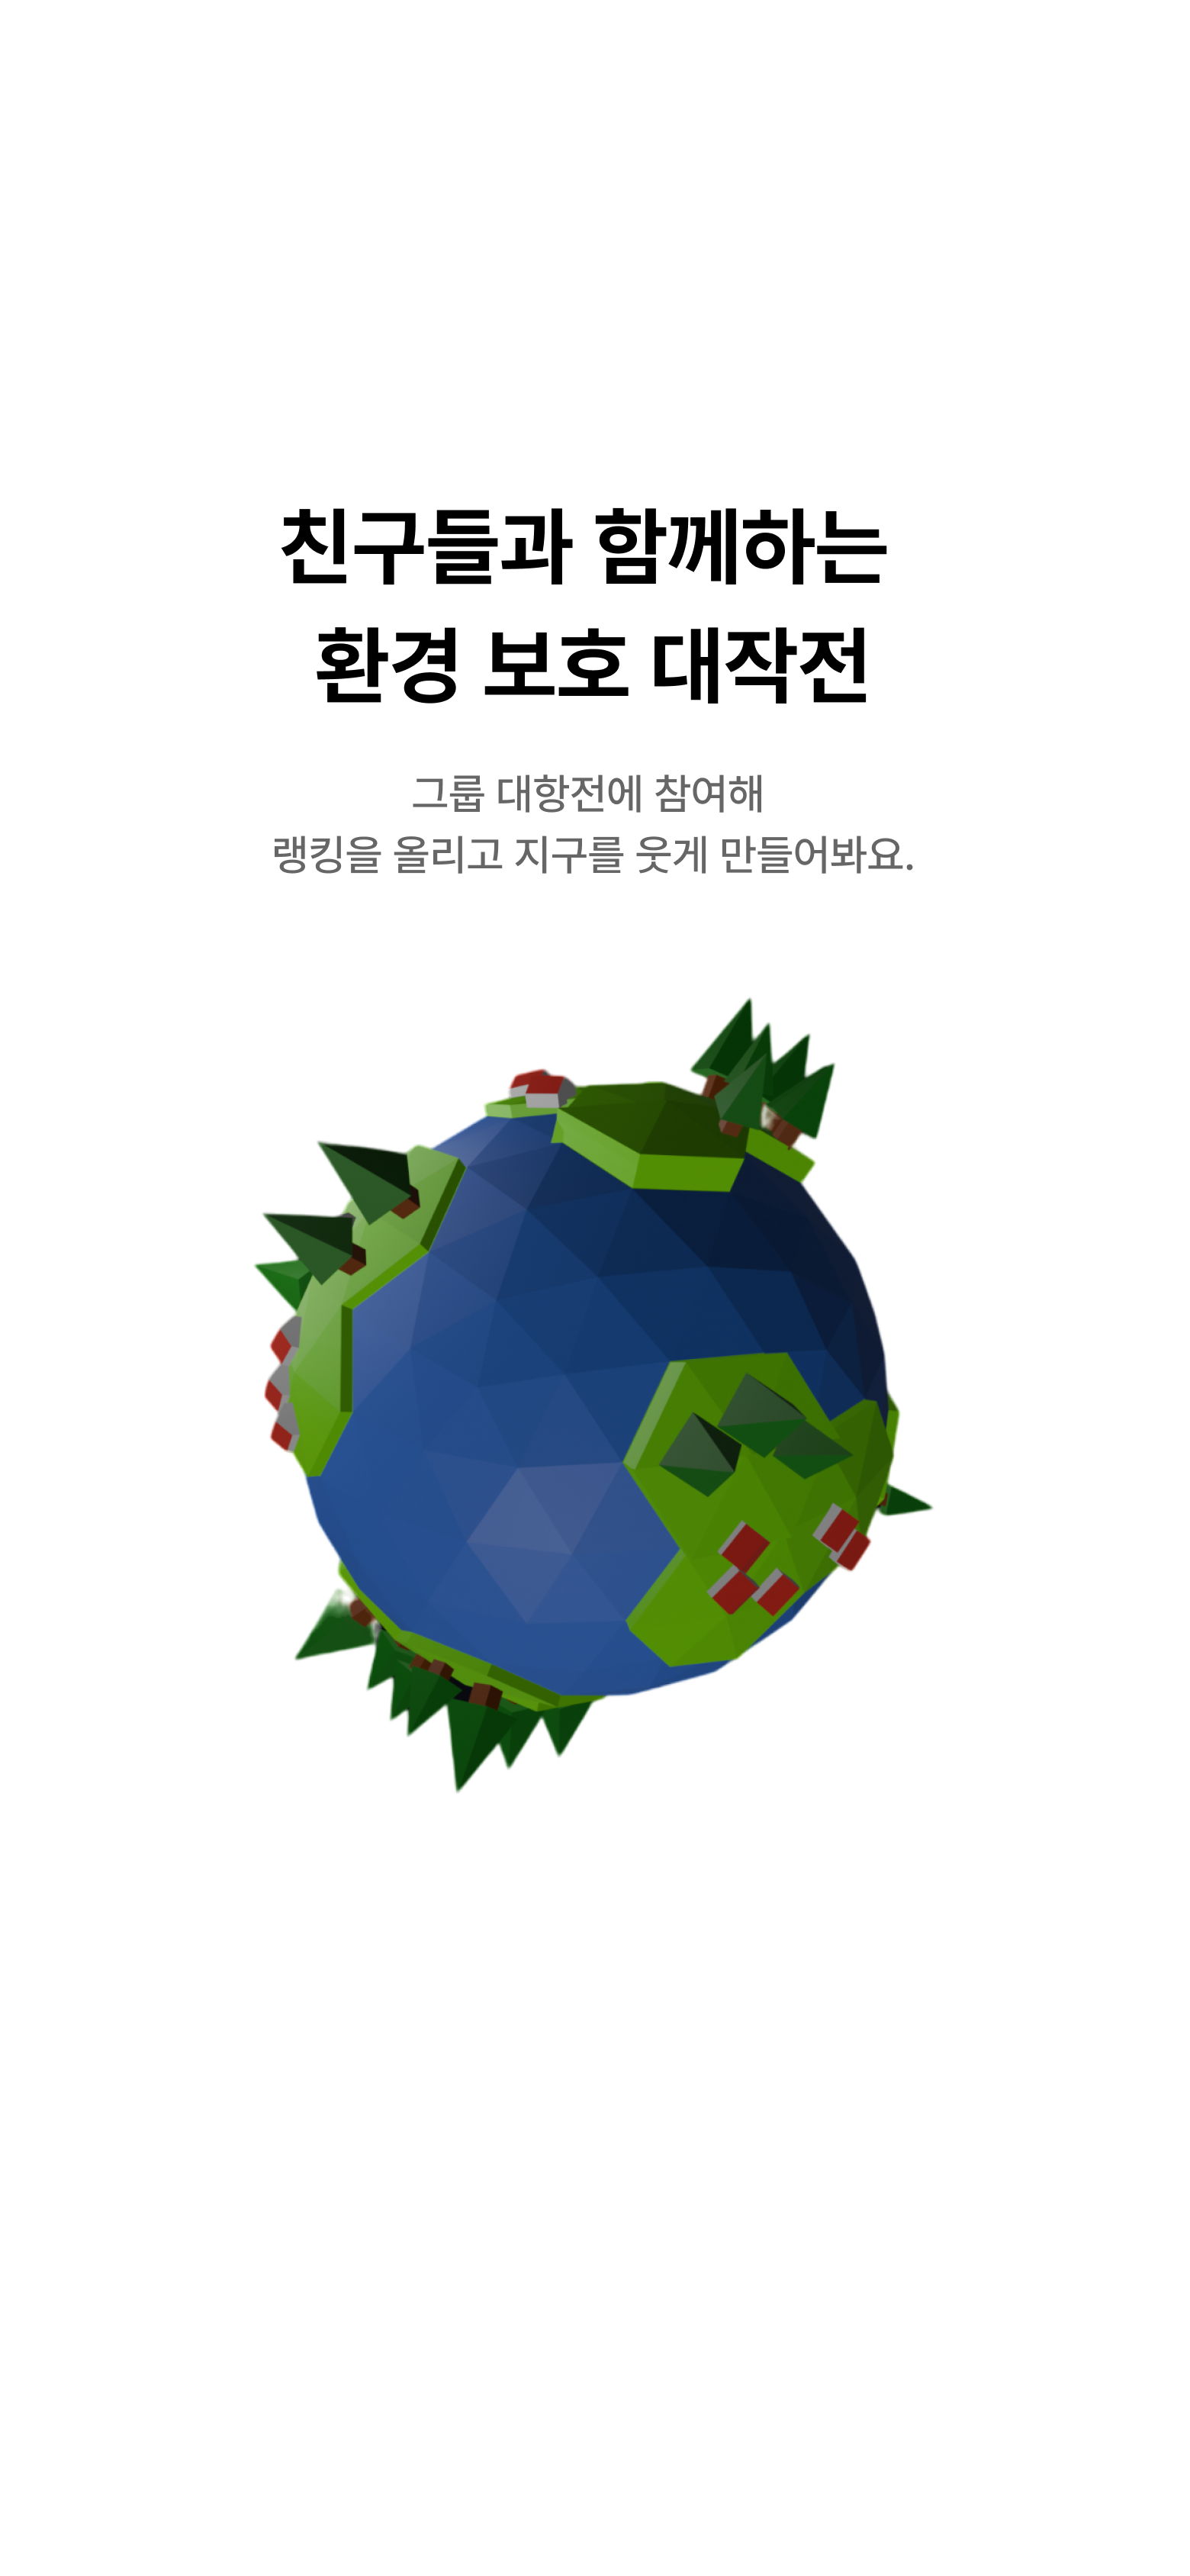 친구들과 함께하는
환경 보호 대작전
그룹 대항전에 참여해
랭킹을 올리고 지구를 웃게 만들어봐요.